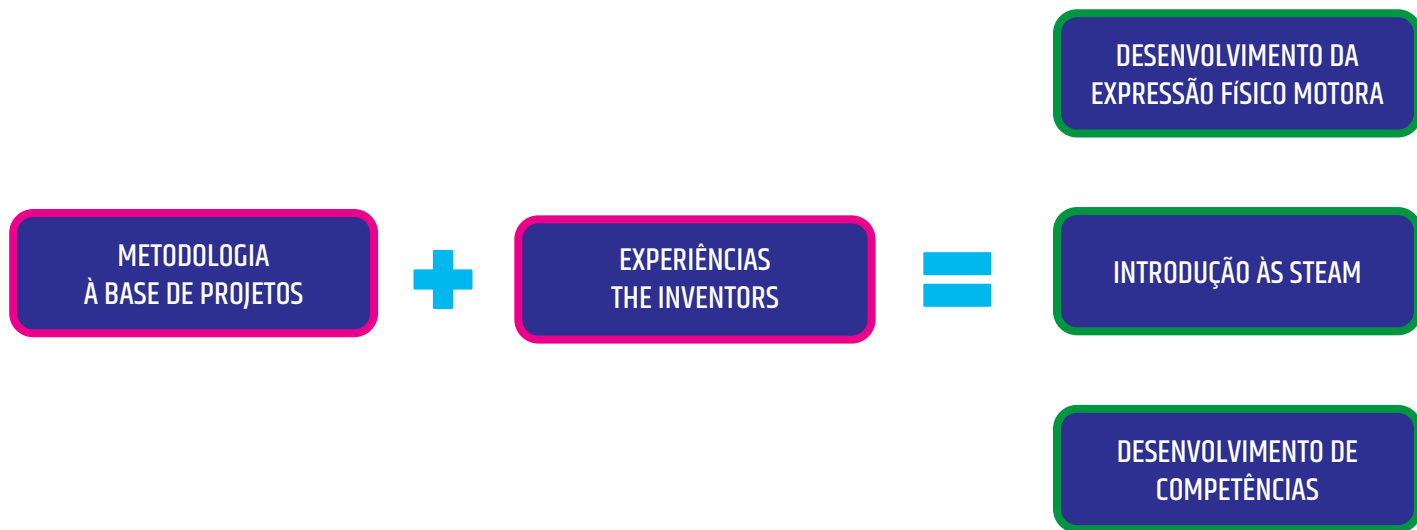 METODOLOGIA
À BASE DE PROJETOS
EXPERIÊNCIAS
THE INVENTORS
DESENVOLVIMENTO DA
EXPRESSÃO FÍSICO MOTORA
INTRODUÇÃO ÀS STEAM
DESENVOLVIMENTO DE
COMPETÊNCIAS